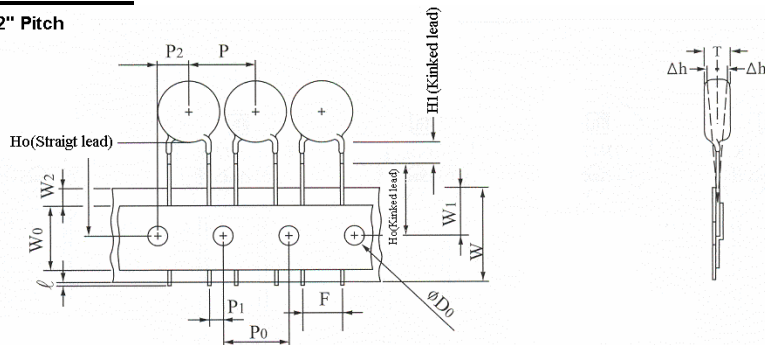 2" Pitch
P2
P
H1(Kinked lead)
T
Δh
Δh
Ho(Straigt lead)
W2
W0
Ho(Kinked lead)
W1
W
ℓ
P1
F
P0
øD0